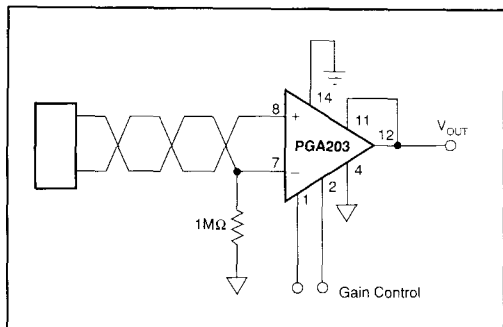 14
8
+
11
PGA203
12
V_OUT
7
–
4
1
2
1MΩ
Gain Control